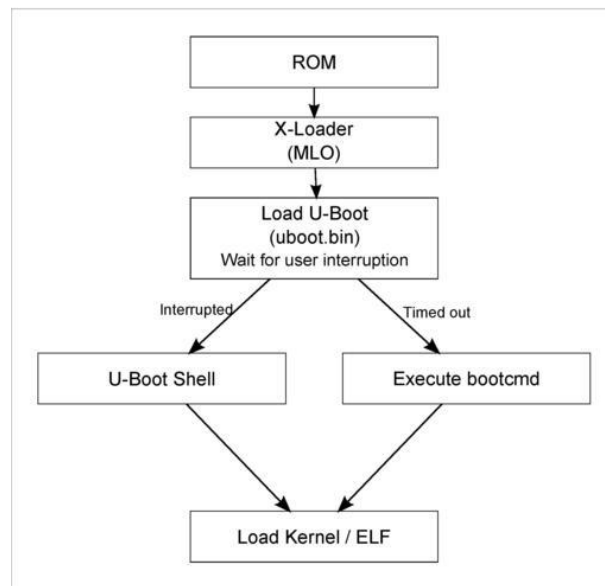 ROM
X-Loader
(MLO)
Load U-Boot
(uboot.bin)
Wait for user interruption
Interrupted
Timed out
U-Boot Shell
Execute bootcmd
Load Kernel / ELF